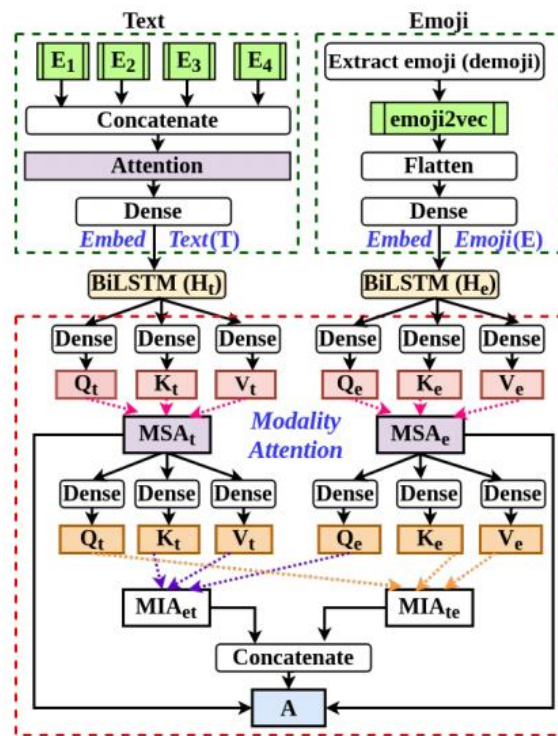 Text Emoji
E1 E2 E3 E4 Extract emoji (demoji)
Concatenate emoji2vec
Attention Flatten
Dense Dense
Embed Text(T) Embed Emoji(E)
BiLSTM (Ht) BiLSTM (He)
Dense Dense Dense Dense Dense Dense
Qt Kt Vt Qe Ke Ve
MSAt Modality Attention MSAe
Dense Dense Dense Dense Dense Dense
Qt Kt Vt Qe Ke Ve
MIAet MIAte
Concatenate
A